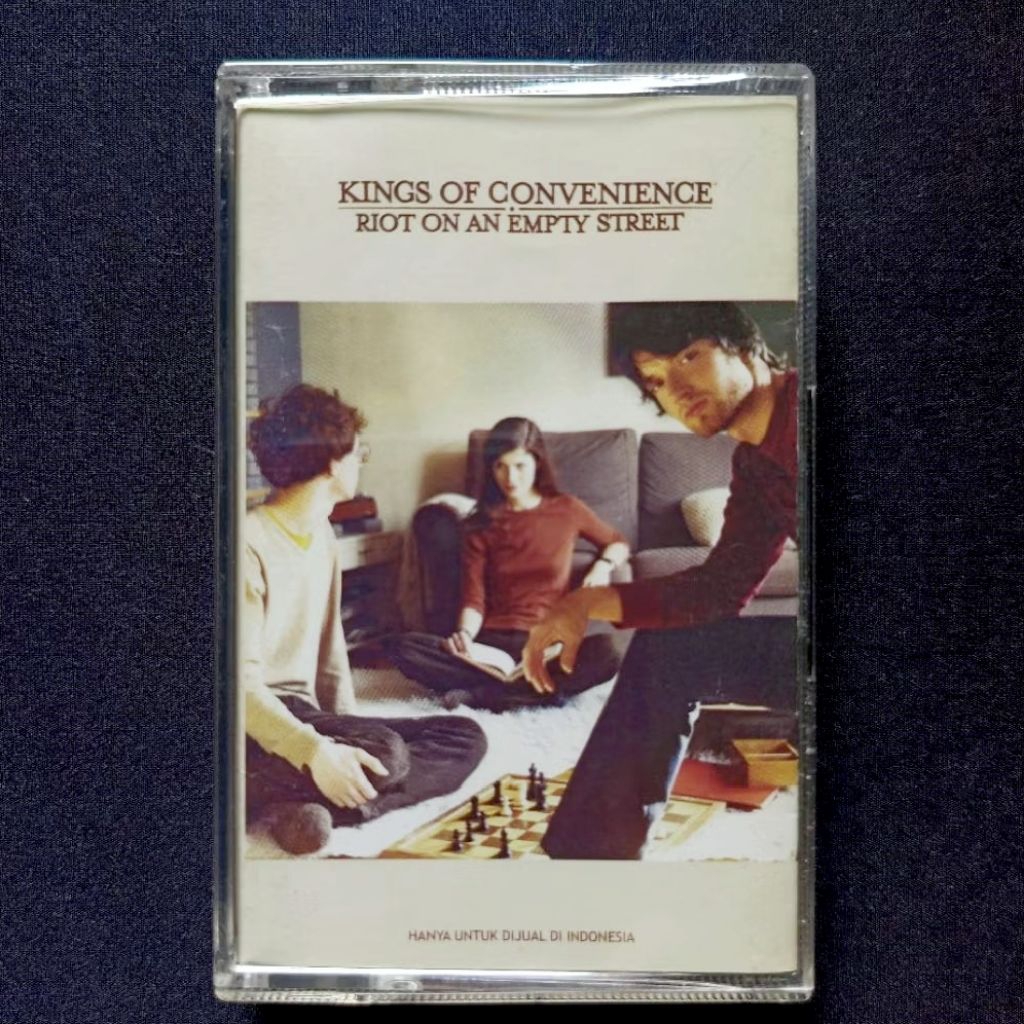 KINGS OF CONVENIENCE
RIOT ON AN EMPTY STREET
HANYA UNTUK DIJUAL DI INDONESIA